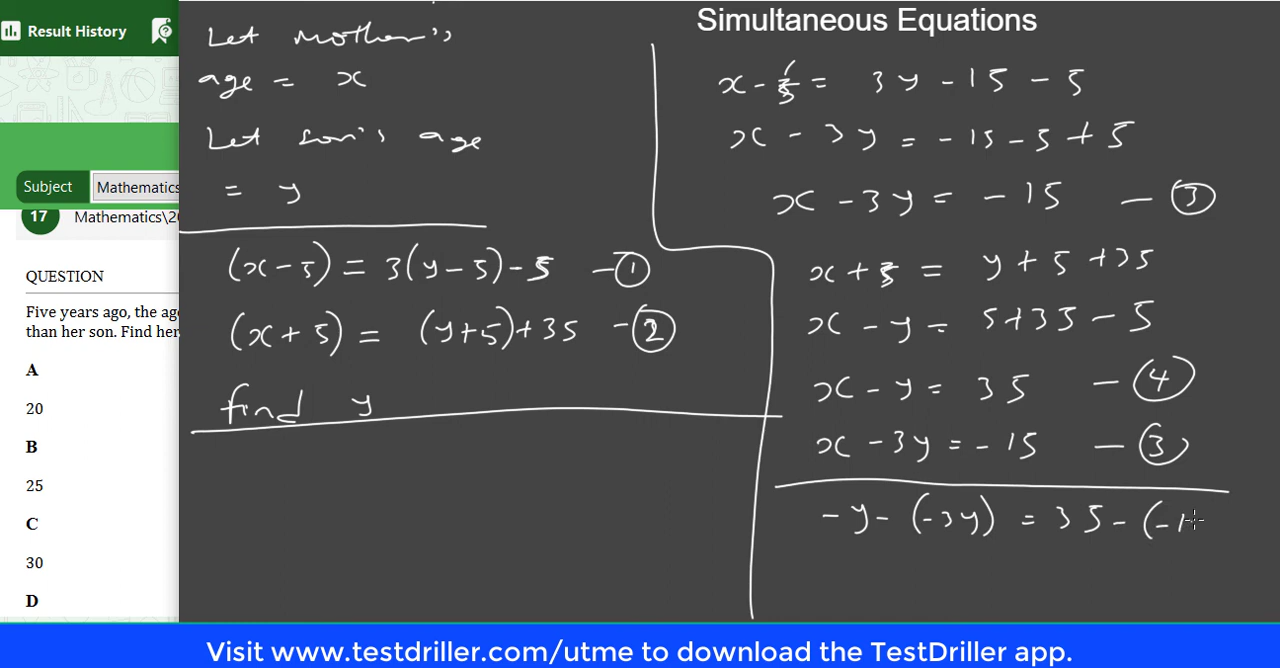 Result History
Subject
Mathematics
17
Mathematics\20
QUESTION
Five years ago, the age
than her son. Find her
A
20
B
25
C
30
D
Let mother's
age = x
Let son's age
= y
(x - 5) = 3(y - 5) - 5 - ①
(x + 5) = (y + 5) + 35 - ②
find y
Simultaneous Equations
x - 5 = 3y - 15 - 5
x - 3y = - 15 - 5 + 5
x - 3y = - 15 - ③
x + 5 = y + 5 + 35
x - y = 5 + 35 - 5
x - y = 35 - ④
x - 3y = - 15 - ③
- y - (-3y) = 35 - (-1
Visit www.testdriller.com/utme to download the TestDriller app.